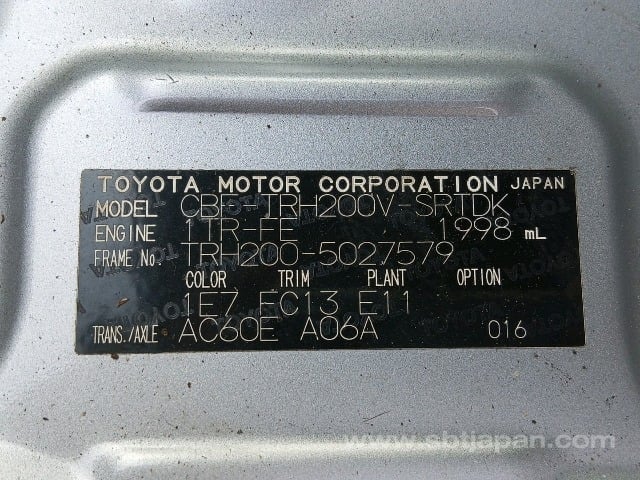 TOYOTA MOTOR CORPORATION JAPAN
MODEL CBF-TRH200V-SRTDK
ENGINE 1TR-FE 1998 mL
FRAME No. TRH200-5027579
COLOR TRIM PLANT OPTION
1E7 EC13 E11
TRANS./AXLE AC60E A06A 016
www.sbtjapan.com